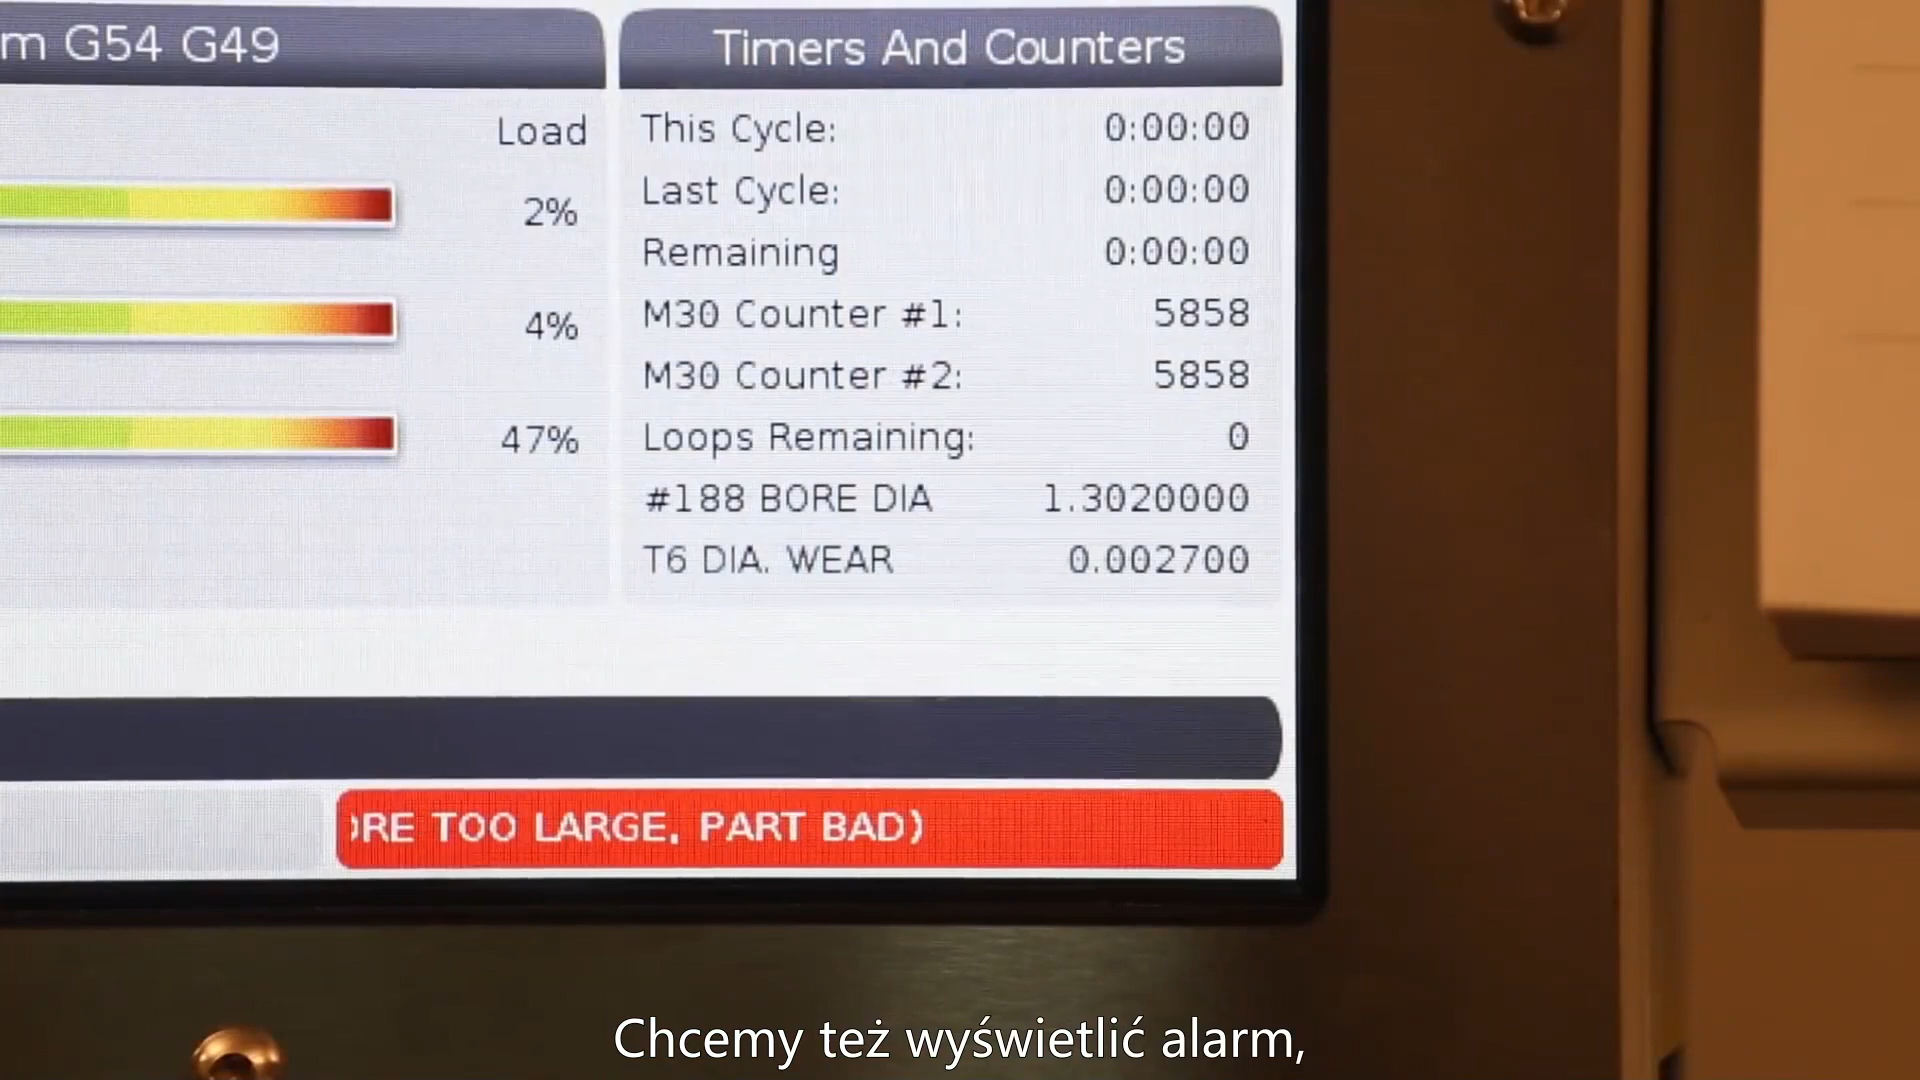 m G54 G49
Timers And Counters
Load
2%
4%
47%
This Cycle: 0:00:00
Last Cycle: 0:00:00
Remaining 0:00:00
M30 Counter #1: 5858
M30 Counter #2: 5858
Loops Remaining: 0
#188 BORE DIA 1.3020000
T6 DIA. WEAR 0.002700
RE TOO LARGE, PART BAD)
Chcemy też wyświetlić alarm,